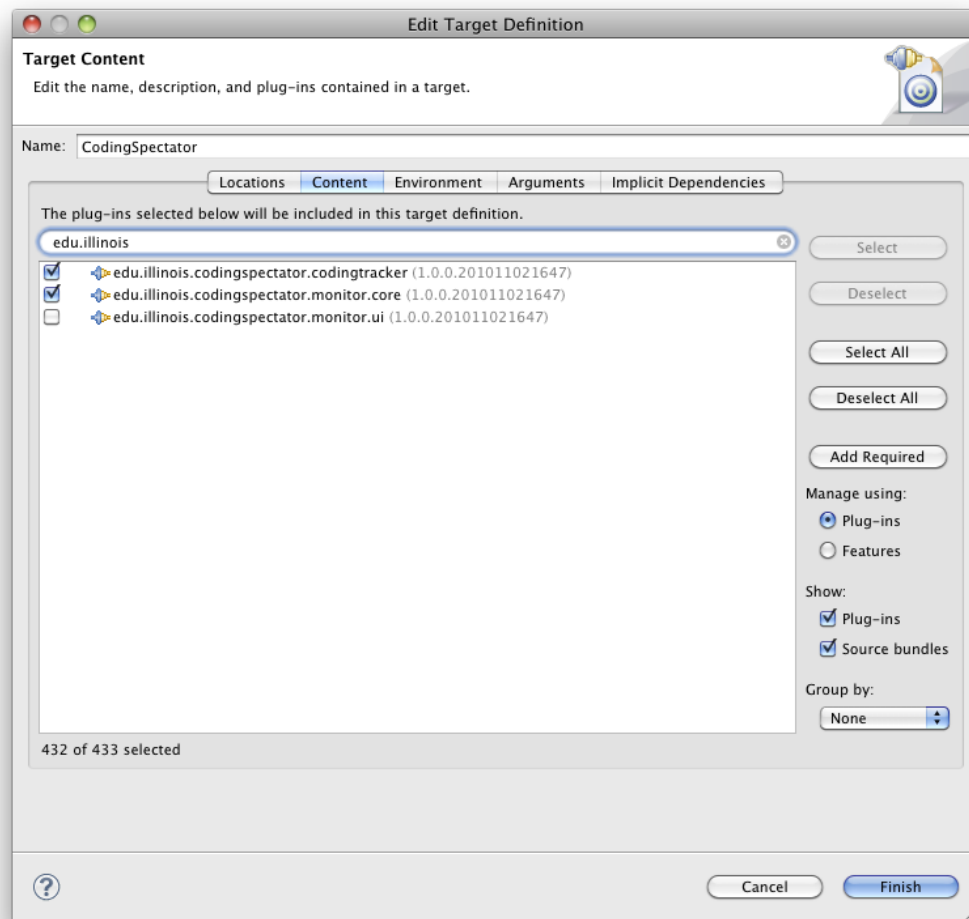 Edit Target Definition
Target Content
Edit the name, description, and plug-ins contained in a target.
Name: CodingSpectator
Locations Content Environment Arguments Implicit Dependencies
The plug-ins selected below will be included in this target definition.
edu.illinois
Select
edu.illinois.codingspectator.codingtracker (1.0.0.201011021647)
edu.illinois.codingspectator.monitor.core (1.0.0.201011021647)
Deselect
edu.illinois.codingspectator.monitor.ui (1.0.0.201011021647)
Select All
Deselect All
Add Required
Manage using:
Plug-ins
Features
Show:
Plug-ins
Source bundles
Group by:
None
432 of 433 selected
?
Cancel Finish